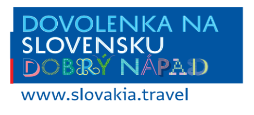 DOVOLENKA NA
SLOVENSKU
DOBRÝ NÁPAD
www.slovakia.travel